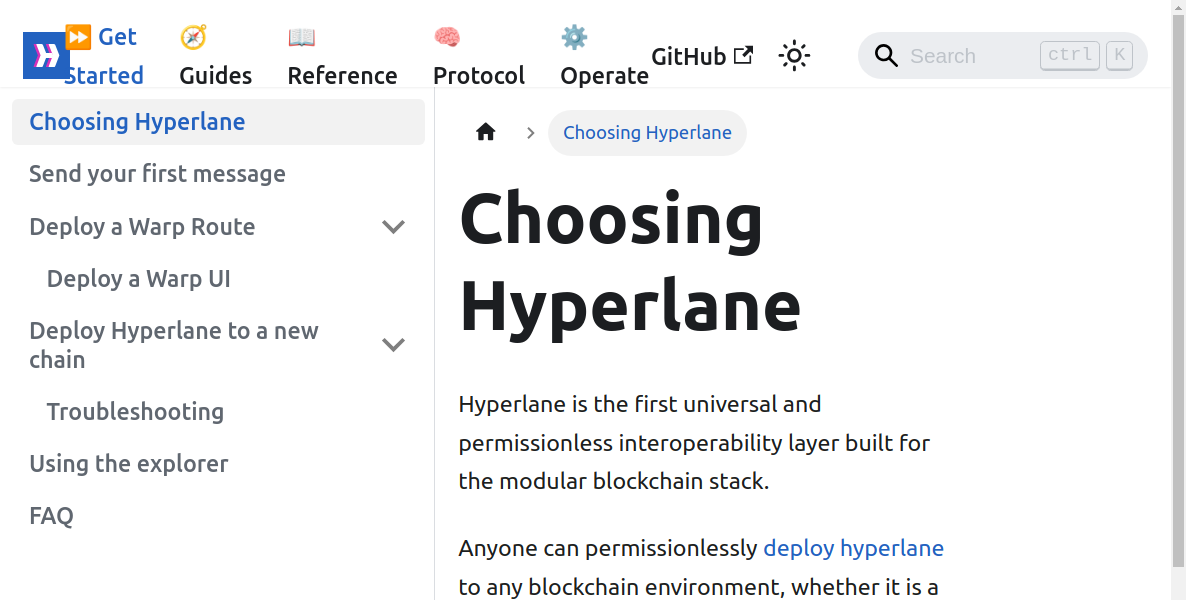 ⏩ Get Started
🧭 Guides
📖 Reference
🧠 Protocol
⚙️ Operate
GitHub
Search
ctrl K
Choosing Hyperlane
Send your first message
Deploy a Warp Route
Deploy a Warp UI
Deploy Hyperlane to a new
chain
Troubleshooting
Using the explorer
FAQ
Choosing Hyperlane
Choosing
Hyperlane
Hyperlane is the first universal and
permissionless interoperability layer built for
the modular blockchain stack.
Anyone can permissionlessly deploy hyperlane
to any blockchain environment, whether it is a